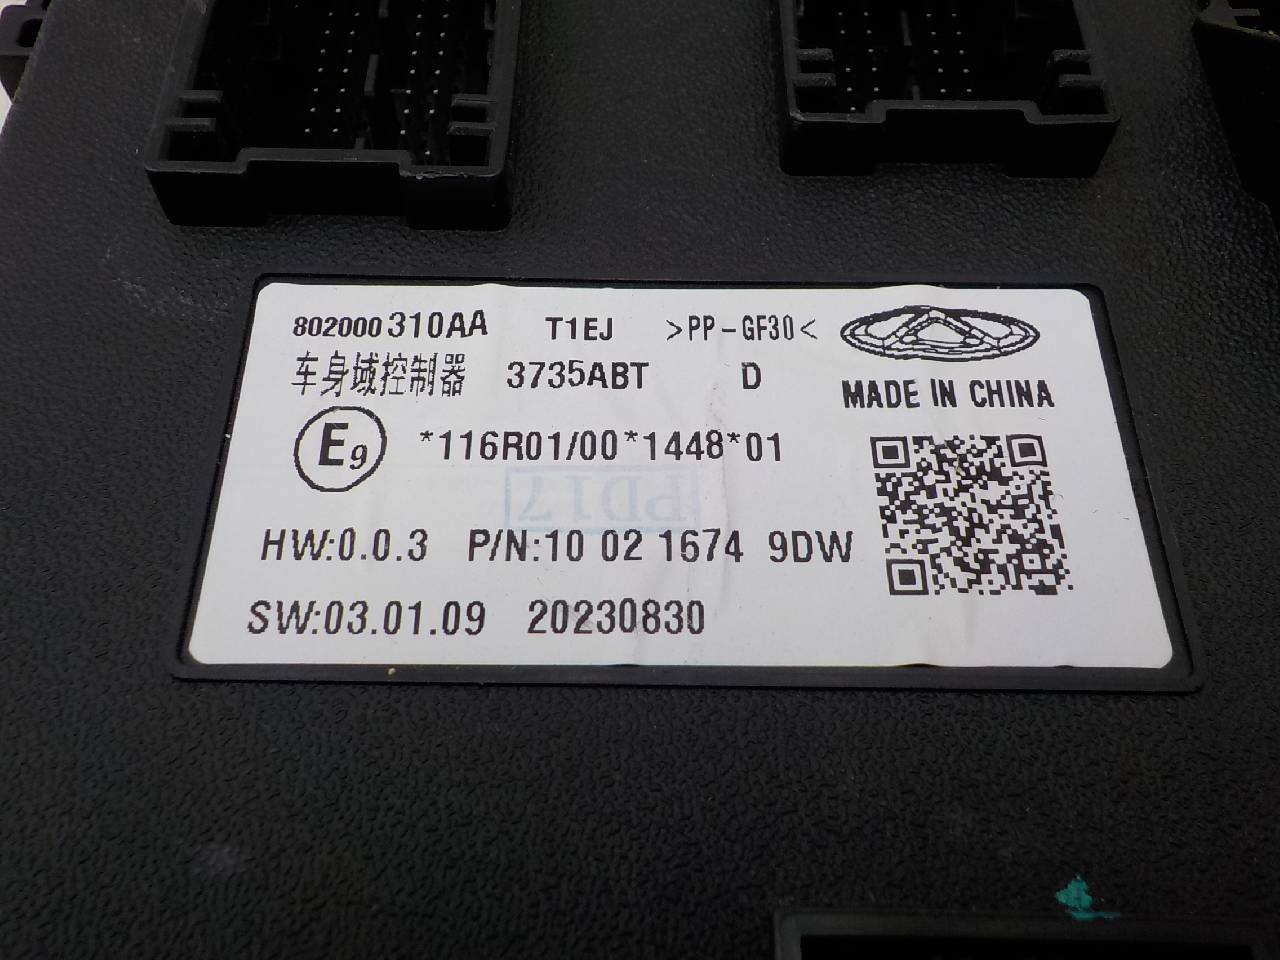 802000310AA T1EJ >PP-GF30<
车身域控制器 3735ABT D
MADE IN CHINA
E9 *116R01/00*1448*01
PD17
HW:0.0.3 P/N:10 02 1674 9DW
SW:03.01.09 20230830